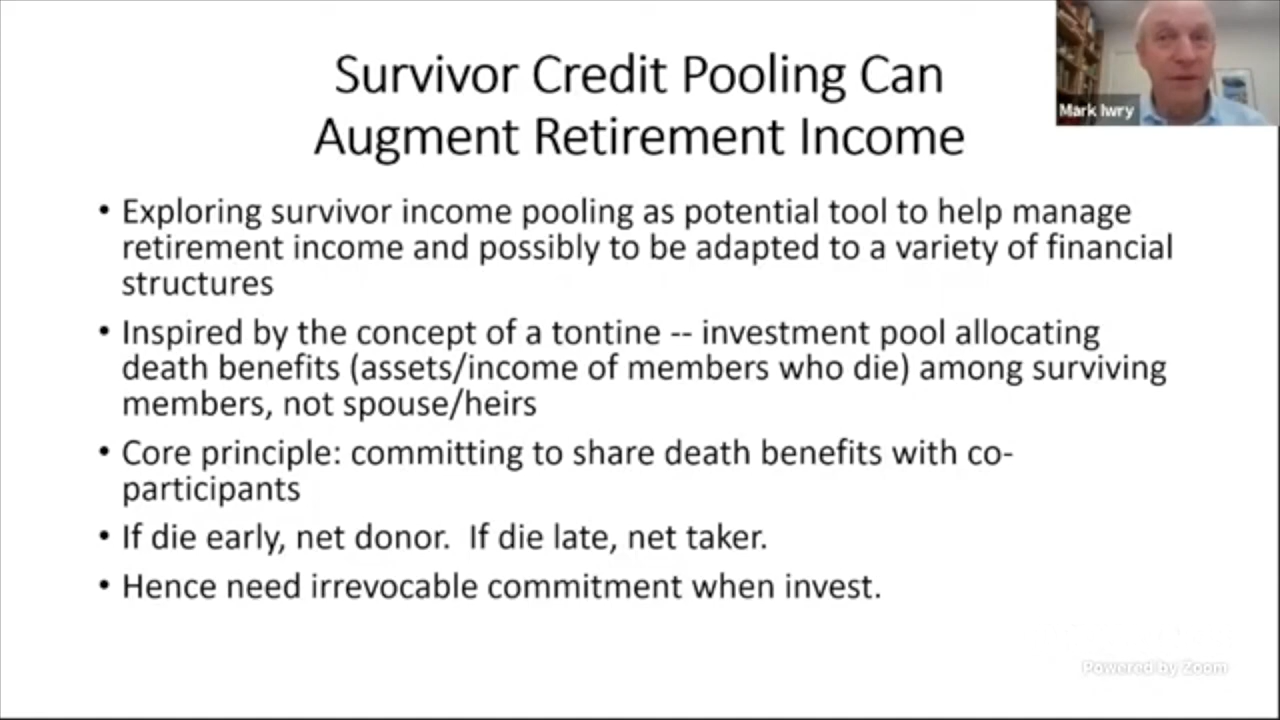 Survivor Credit Pooling Can
Augment Retirement Income
Mark Iwry
• Exploring survivor income pooling as potential tool to help manage
retirement income and possibly to be adapted to a variety of financial
structures
• Inspired by the concept of a tontine -- investment pool allocating
death benefits (assets/income of members who die) among surviving
members, not spouse/heirs
• Core principle: committing to share death benefits with co-
participants
• If die early, net donor.  If die late, net taker.
• Hence need irrevocable commitment when invest.
Powered by Zoom